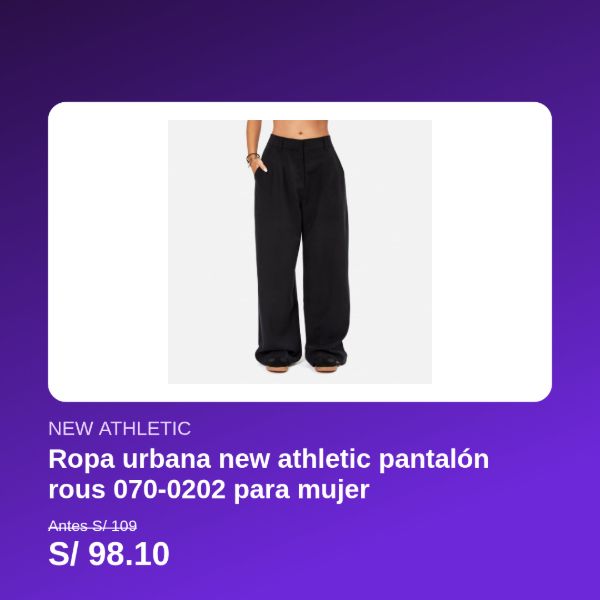 NEW ATHLETIC
Ropa urbana new athletic pantalón
rous 070-0202 para mujer
Antes S/ 109
S/ 98.10